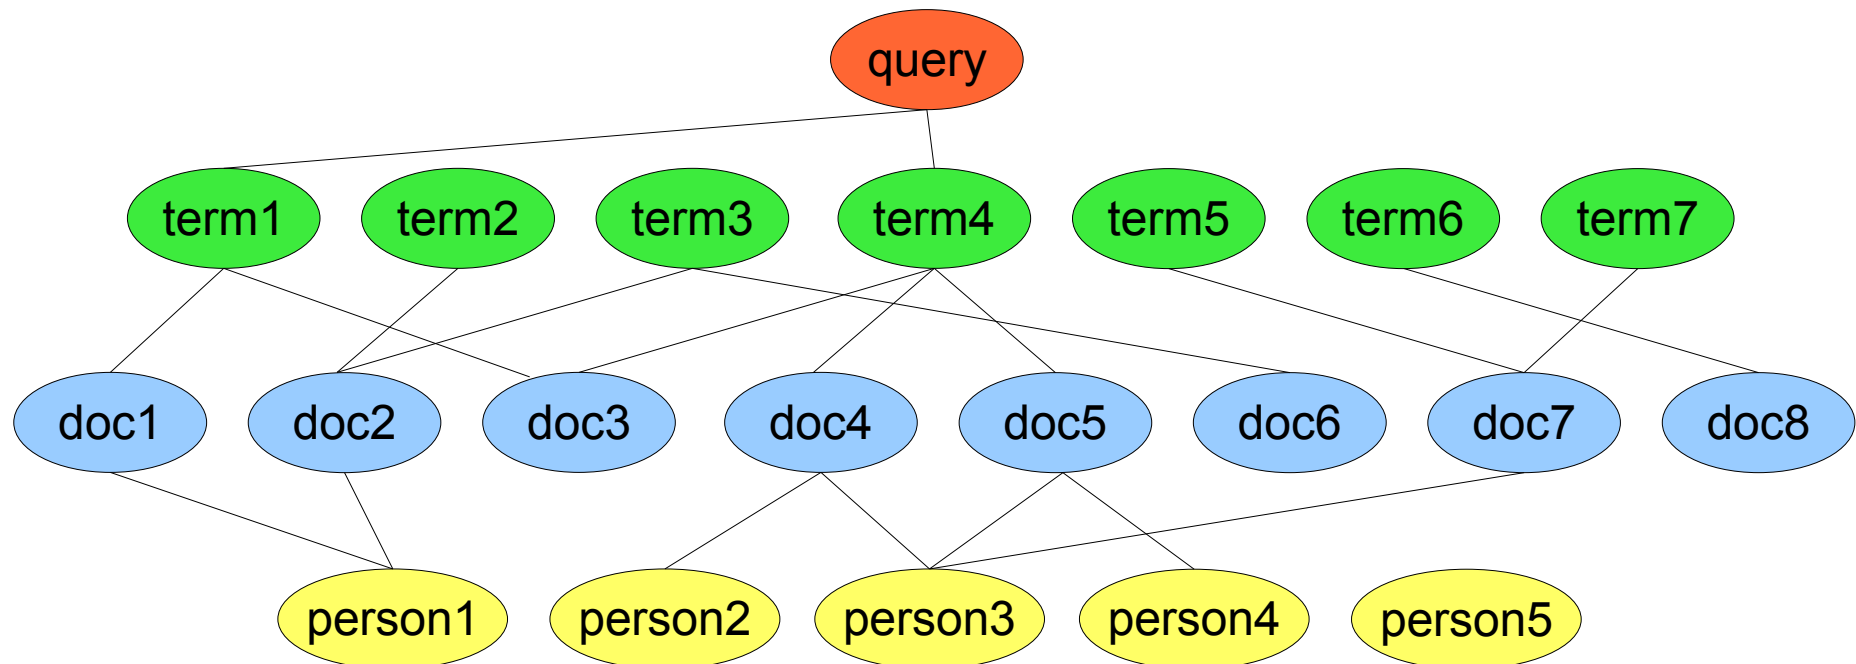 query
term1 term2 term3 term4 term5 term6 term7
doc1 doc2 doc3 doc4 doc5 doc6 doc7 doc8
person1 person2 person3 person4 person5